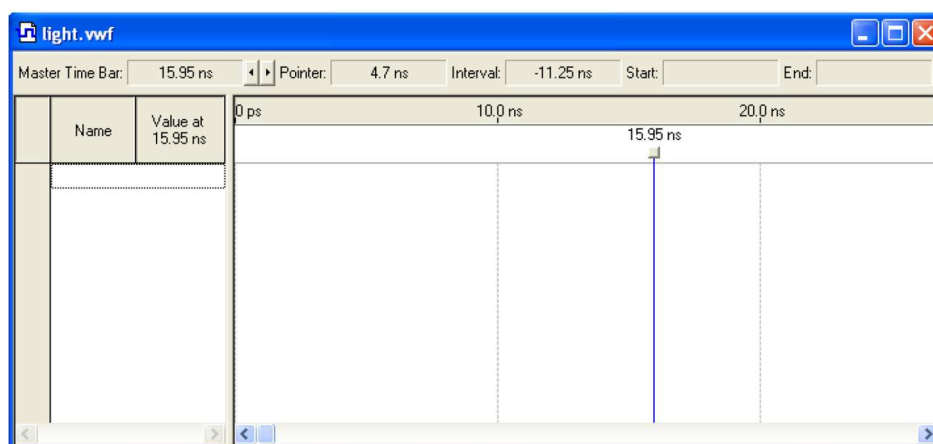 light.vwf
Master Time Bar: 15.95 ns Pointer: 4.7 ns Interval: -11.25 ns Start: End:
Name Value at 15.95 ns 0 ps 10.0 ns 20.0 ns
15.95 ns